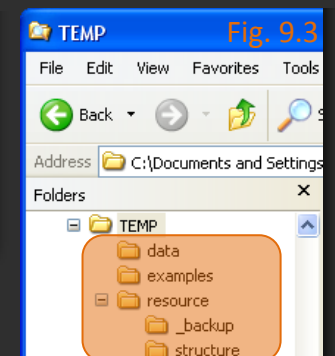 TEMP Fig. 9.3
File Edit View Favorites Tools
Back
Address C:\Documents and Settings
Folders
TEMP
data
examples
resource
_backup
structure